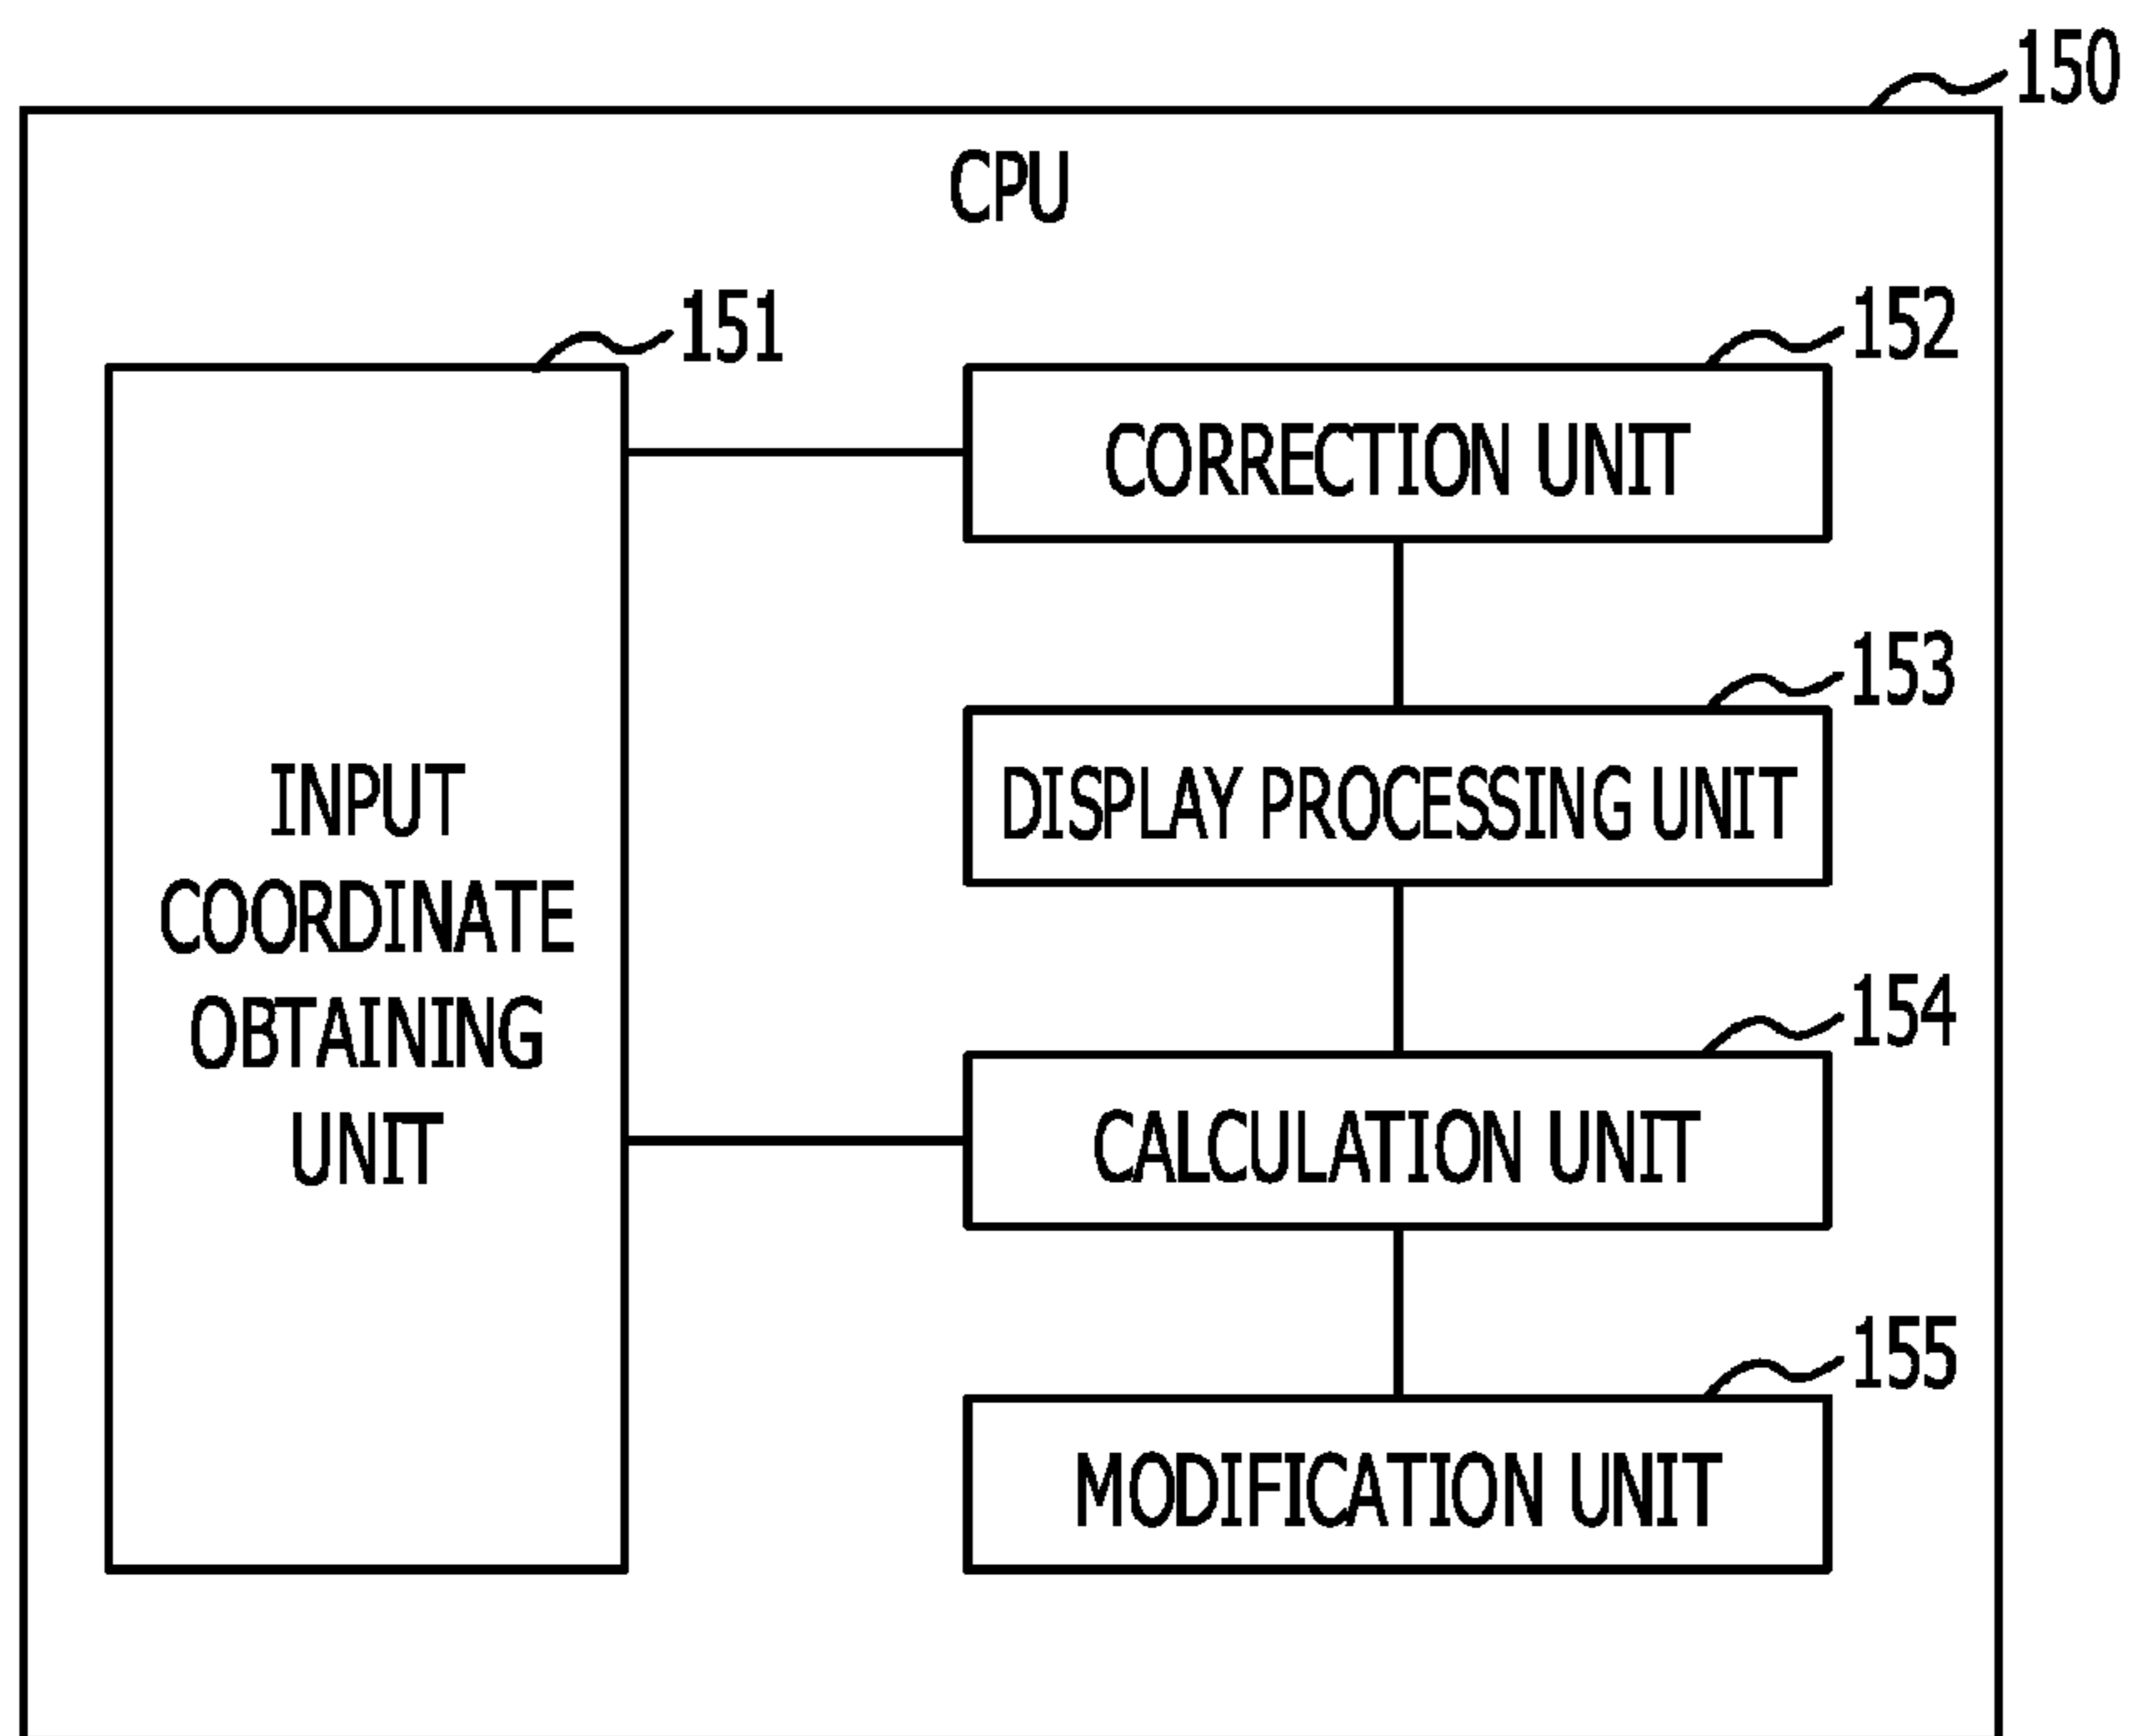 150
CPU
151
152
CORRECTION UNIT
153
DISPLAY PROCESSING UNIT
INPUT
COORDINATE
OBTAINING
UNIT
154
CALCULATION UNIT
155
MODIFICATION UNIT